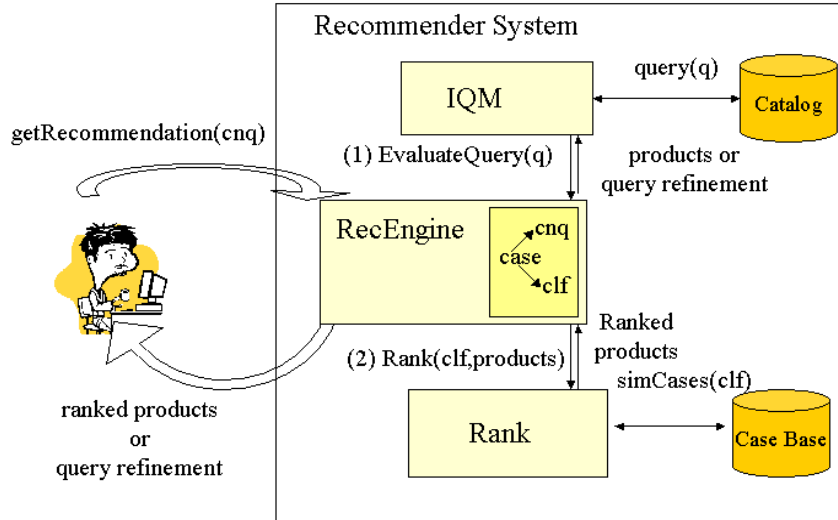 Recommender System
IQM
query(q)
Catalog
getRecommendation(cnq)
(1) EvaluateQuery(q)
products or
query refinement
RecEngine
cnq
case
clf
(2) Rank(clf,products)
Ranked
products
simCases(clf)
ranked products
or
query refinement
Rank
Case Base